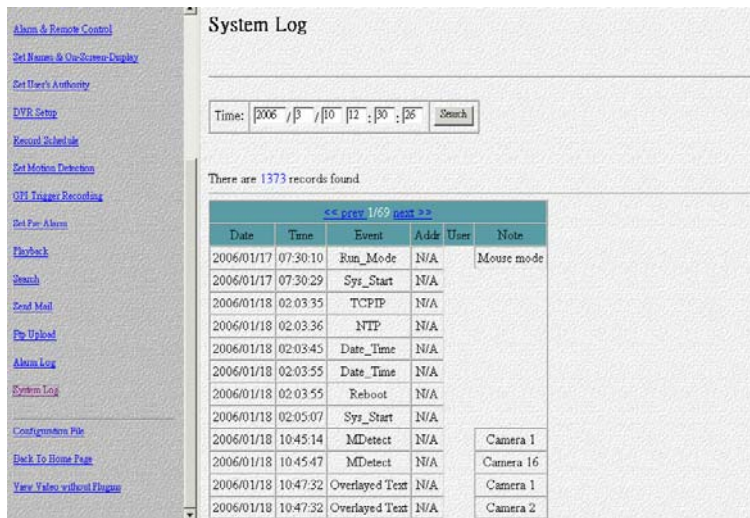 Alarm & Remote Control
Set Names & On-Screen-Display
Set User's Authority
DVR Setup
Record Schedule
Set Motion Detection
GPI Trigger Recording
Set Pre-Alarm
Playback
Search
Send Mail
Ftp Upload
Alarm Log
System Log
Configuration File
Back To Home Page
View Video without Plugins
System Log
Time: 2006 / 3 / 10 12 : 30 : 26 Search
There are 1373 records found
<< prev 1/69 next >>
Date Time Event Addr User Note
2006/01/17 07:30:10 Run_Mode N/A Mouse mode
2006/01/17 07:30:29 Sys_Start N/A
2006/01/18 02:03:35 TCPIP N/A
2006/01/18 02:03:36 NTP N/A
2006/01/18 02:03:45 Date_Time N/A
2006/01/18 02:03:55 Date_Time N/A
2006/01/18 02:03:55 Reboot N/A
2006/01/18 02:05:07 Sys_Start N/A
2006/01/18 10:45:14 MDetect N/A Camera 1
2006/01/18 10:45:47 MDetect N/A Camera 16
2006/01/18 10:47:32 Overlayed Text N/A Camera 1
2006/01/18 10:47:32 Overlayed Text N/A Camera 2